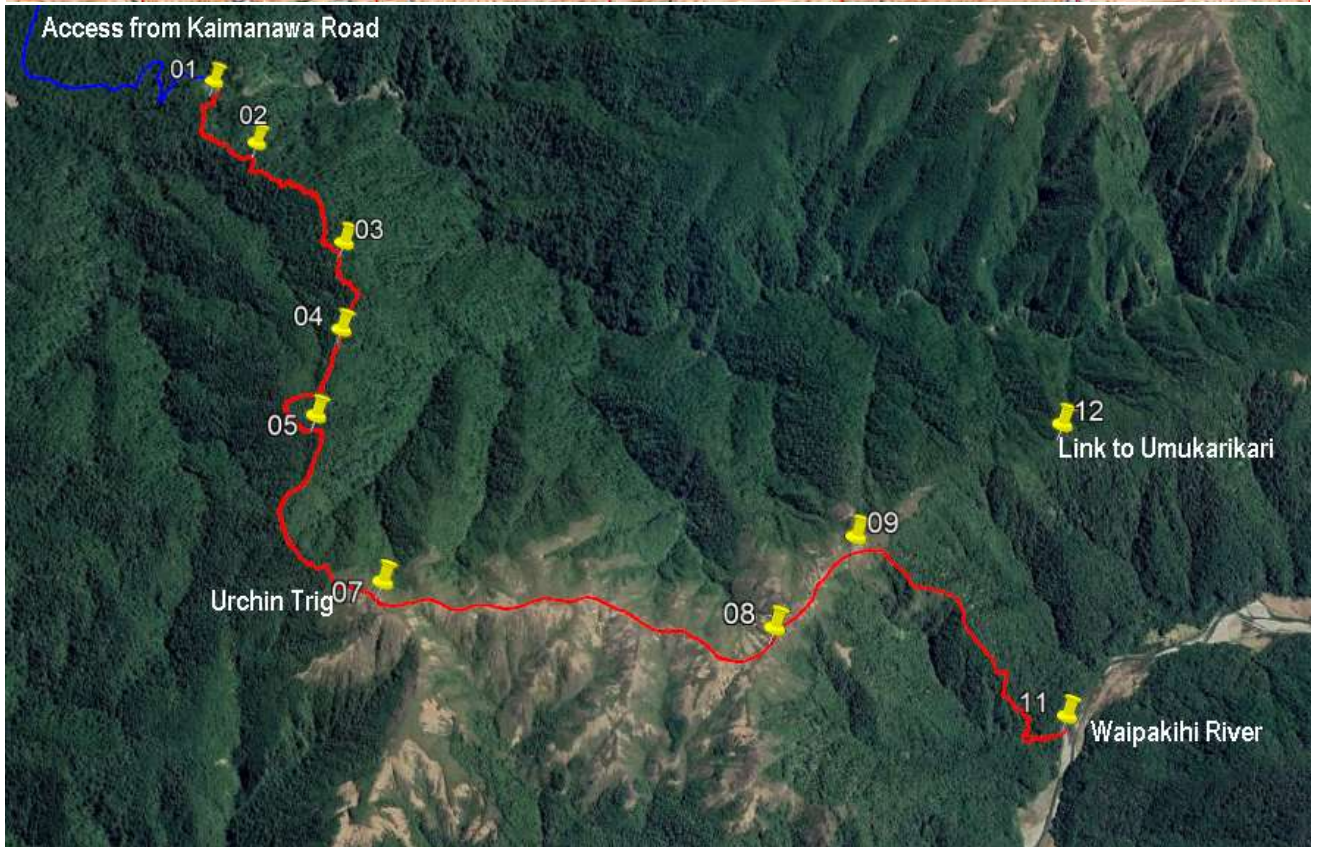 Access from Kaimanawa Road
01
02
03
04
05
12
Link to Umukarikari
09
07
Urchin Trig
08
11
Waipakihi River